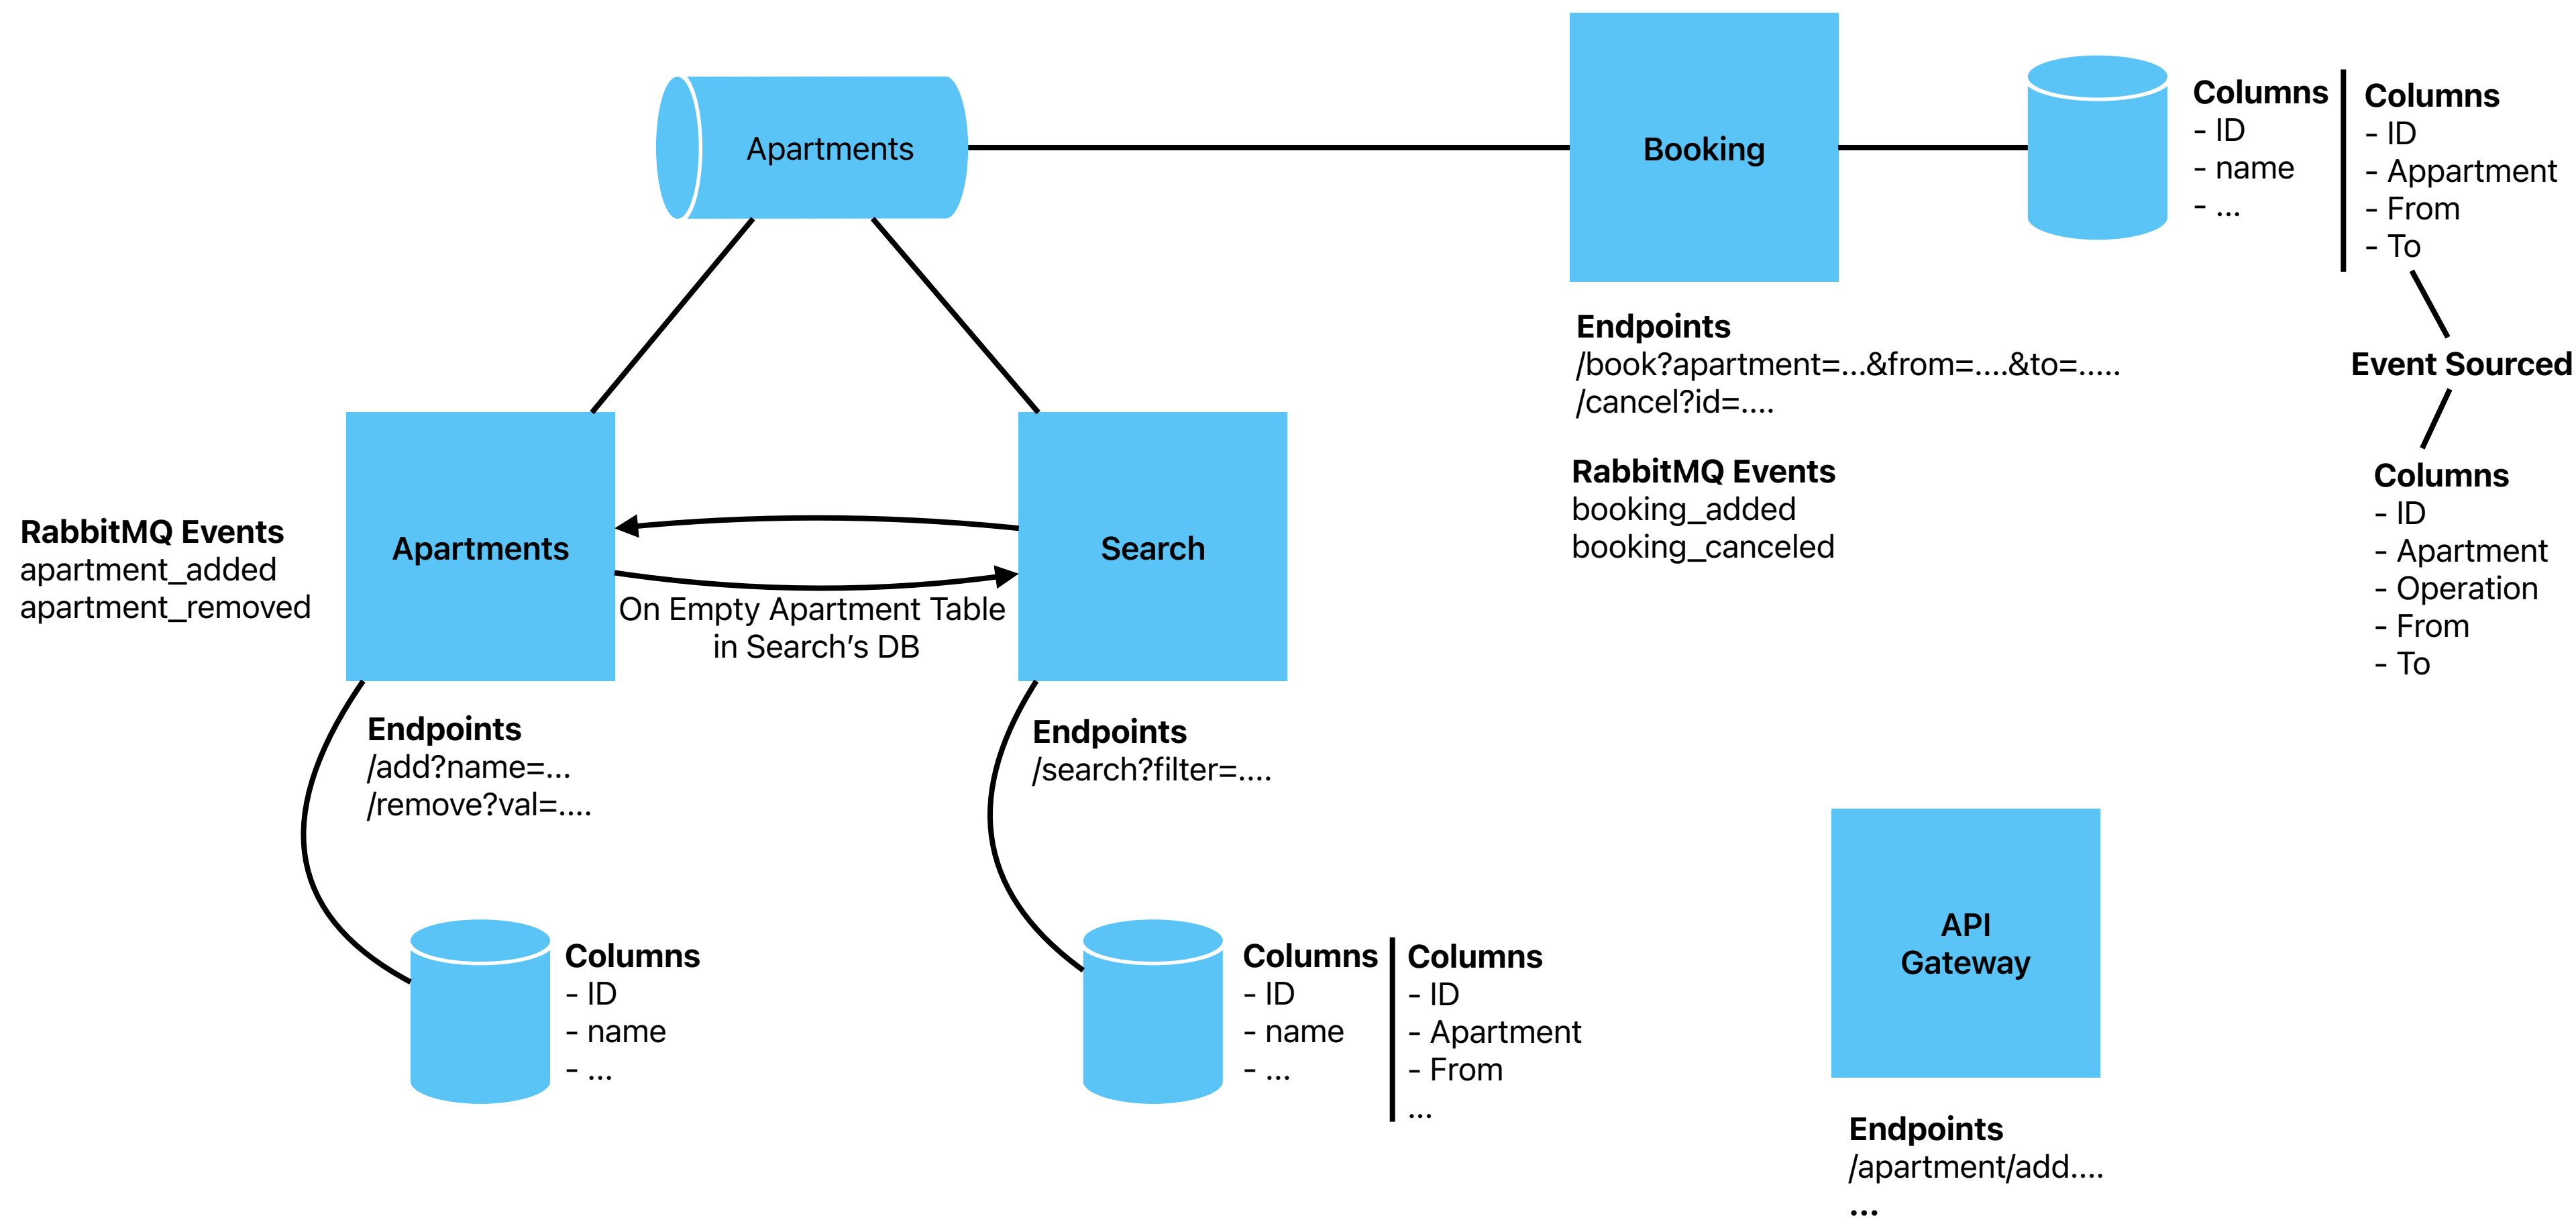 Apartments
Booking
Columns
- ID
- name
- ...
Columns
- ID
- Appartment
- From
- To
Endpoints
/book?apartment=...&from=....&to=.....
/cancel?id=....
RabbitMQ Events
booking_added
booking_canceled
Event Sourced
Columns
- ID
- Apartment
- Operation
- From
- To
RabbitMQ Events
apartment_added
apartment_removed
Apartments
Search
On Empty Apartment Table
in Search’s DB
Endpoints
/add?name=...
/remove?val=....
Endpoints
/search?filter=....
Columns
- ID
- name
- ...
Columns
- ID
- name
- ...
Columns
- ID
- Apartment
- From
...
API
Gateway
Endpoints
/apartment/add....
...